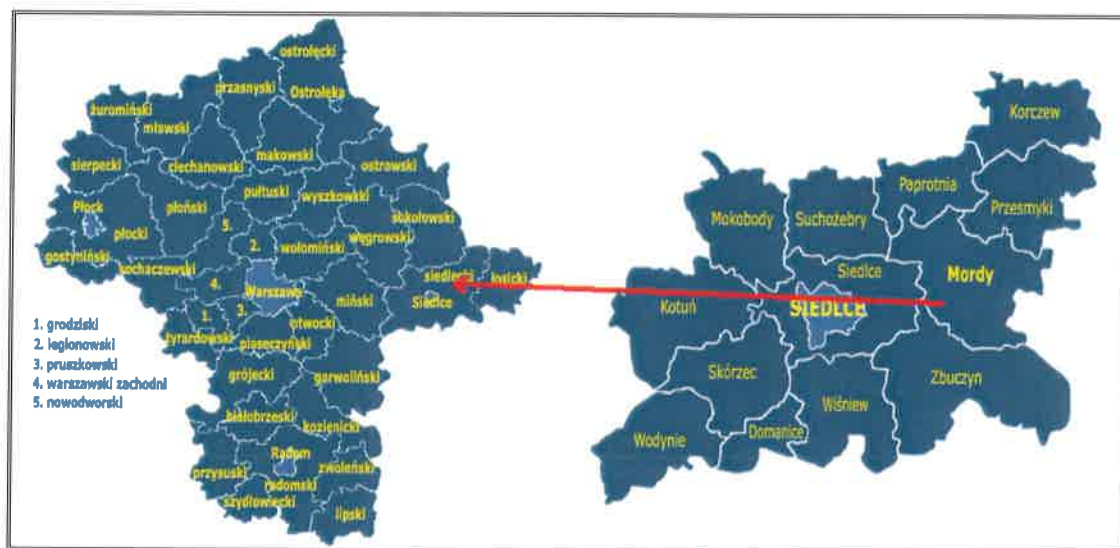 ostrołęcki
przasnyski
Ostrołęka
żuromiński
mławski
makowski
sierpecki
ciechanowski
ostrowski
pułtuski
wyszkowski
Płock
płoński
sokołowski
5.
płocki
2.
wołomiński
węgrowski
gostyniński
sochaczewski
4.
siedlecki
łosicki
Warszawa
miński
Siedlce
1.
3.
otwocki
żyrardowski
piaseczyński
grójecki
garwoliński
białobrzeski
kozienicki
Radom
przysuski
zwoleński
radomski
szydłowiecki
lipski
1. grodziski
2. legionowski
3. pruszkowski
4. warszawski zachodni
5. nowodworski
Korczew
Paprotnia
Mokobody
Suchożebry
Przesmyki
Siedlce
Mordy
Kotuń
SIEDLCE
Skórzec
Zbuczyn
Wiśniew
Domanice
Wodynie